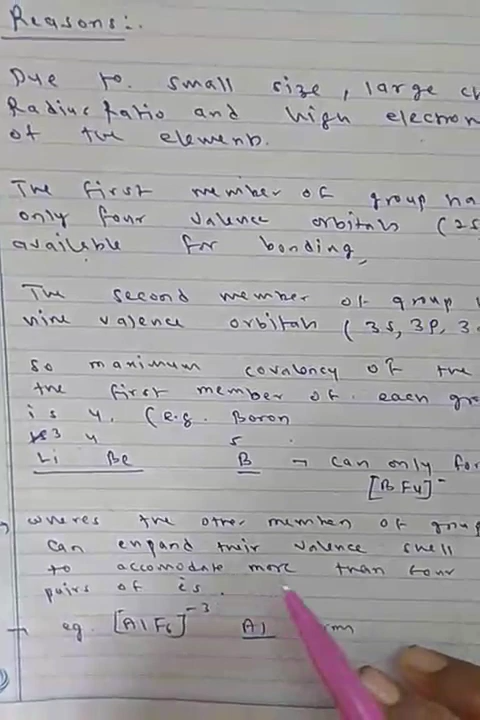 Reasons:-
Due to small size, large
Radius Ratio and high electron
of the element.
The first member of group
only four valence orbitals (2s
available for bonding,
The second member of group
nine valence orbitals (3s, 3p, 3
so maximum covalency of the
the first member of each
is 4. (e.g. Boron
3 4 5
Li Be B → can only for
[BF4]⁻
wheres the other member of group
can expand their valence shell
to accomodate more than four
pairs of is.
→ eg. [AlF6]⁻³ Al